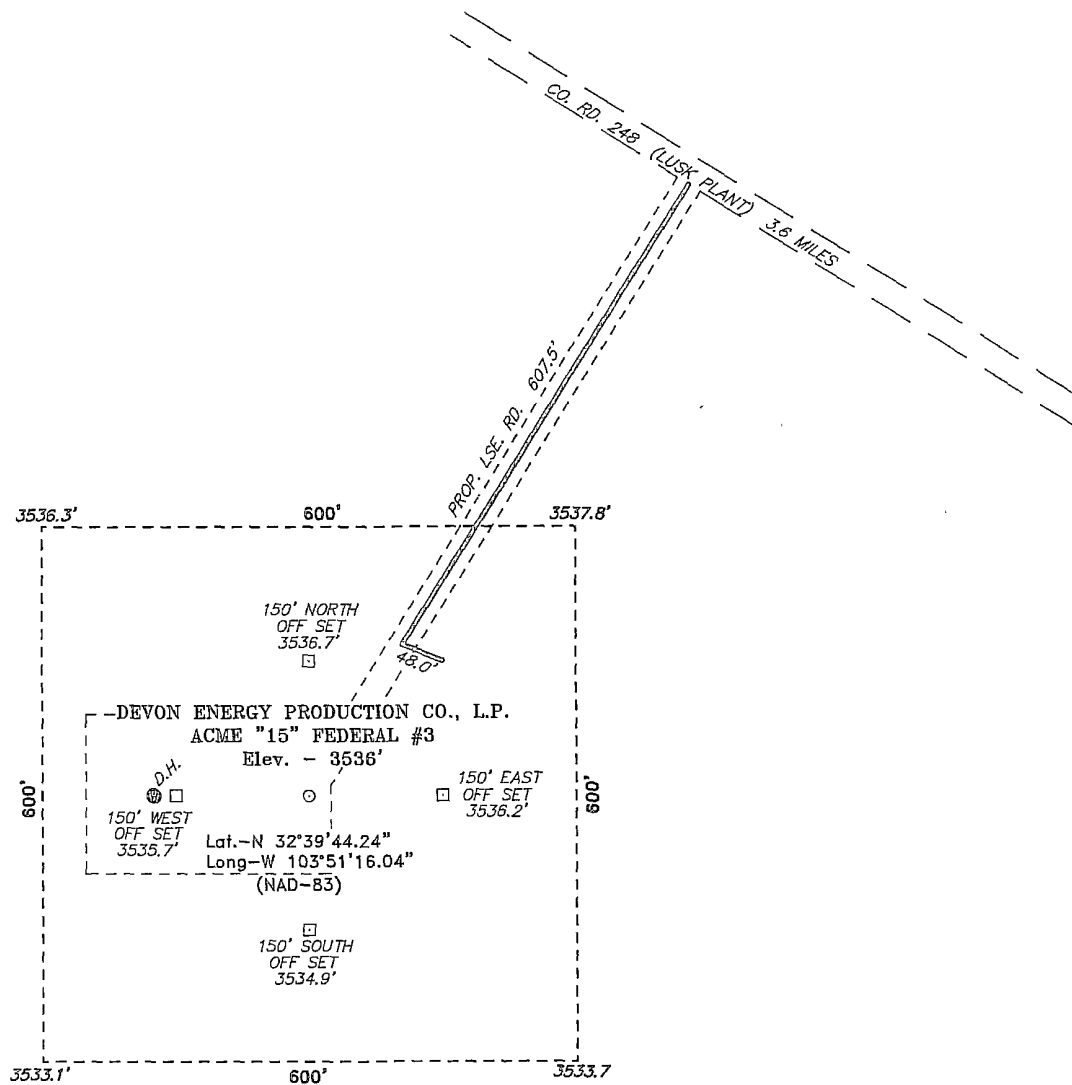 CO. RD. 248 (LUSK PLANT) 3.6 MILES
PROP. LSE. RD. 607.5'
3536.3'
600'
3537.8'
150' NORTH
OFF SET
3536.7'
48.0'
DEVON ENERGY PRODUCTION CO., L.P.
ACME "15" FEDERAL #3
Elev. - 3536'
600'
D.H.
150' WEST
OFF SET
3535.7'
150' EAST
OFF SET
3536.2'
600'
Lat.-N 32°39'44.24"
Long-W 103°51'16.04"
(NAD-83)
150' SOUTH
OFF SET
3534.9'
3533.1'
600'
3533.7